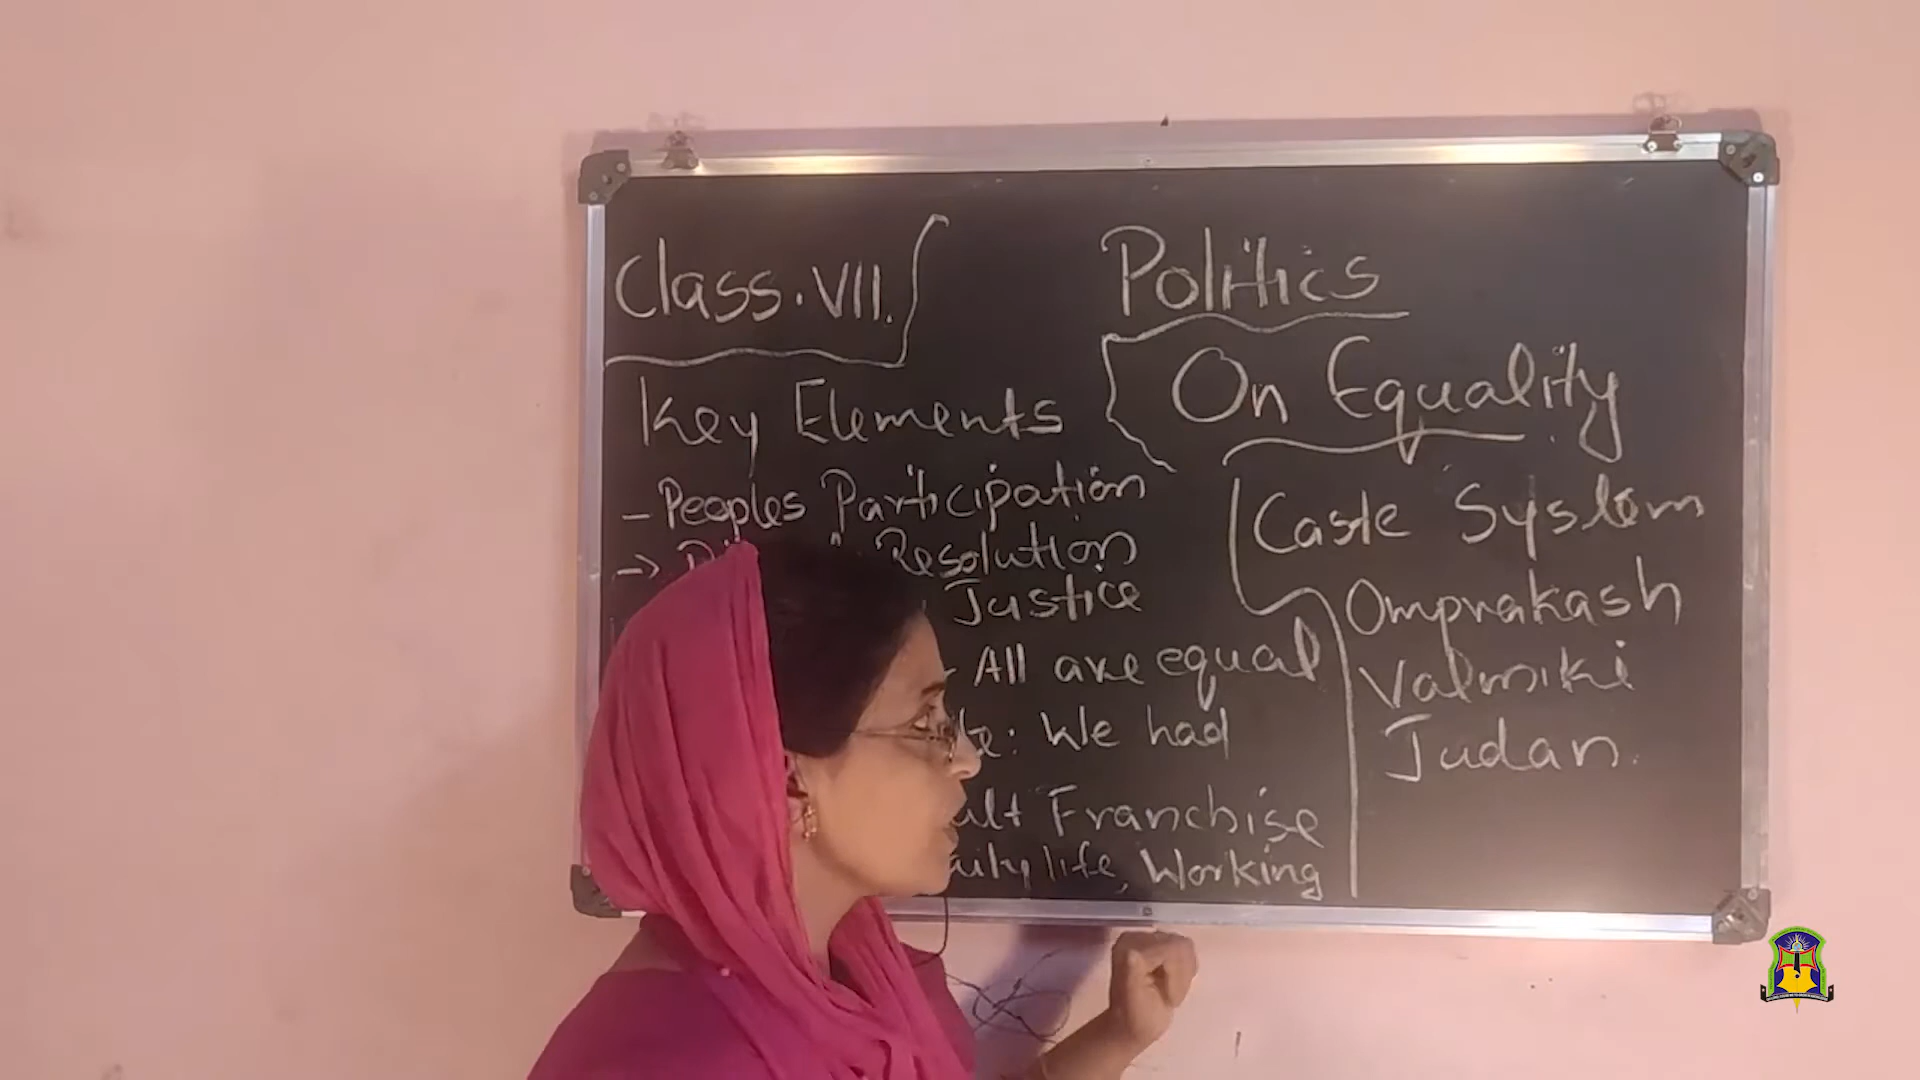 Class.VII.
Politics
On Equality
Key Elements
- Peoples Participation
-> Resolution
Justice
- All are equal
: We had
Franchise
life, Working
Caste System
Omprakash
Valmiki
Judan.